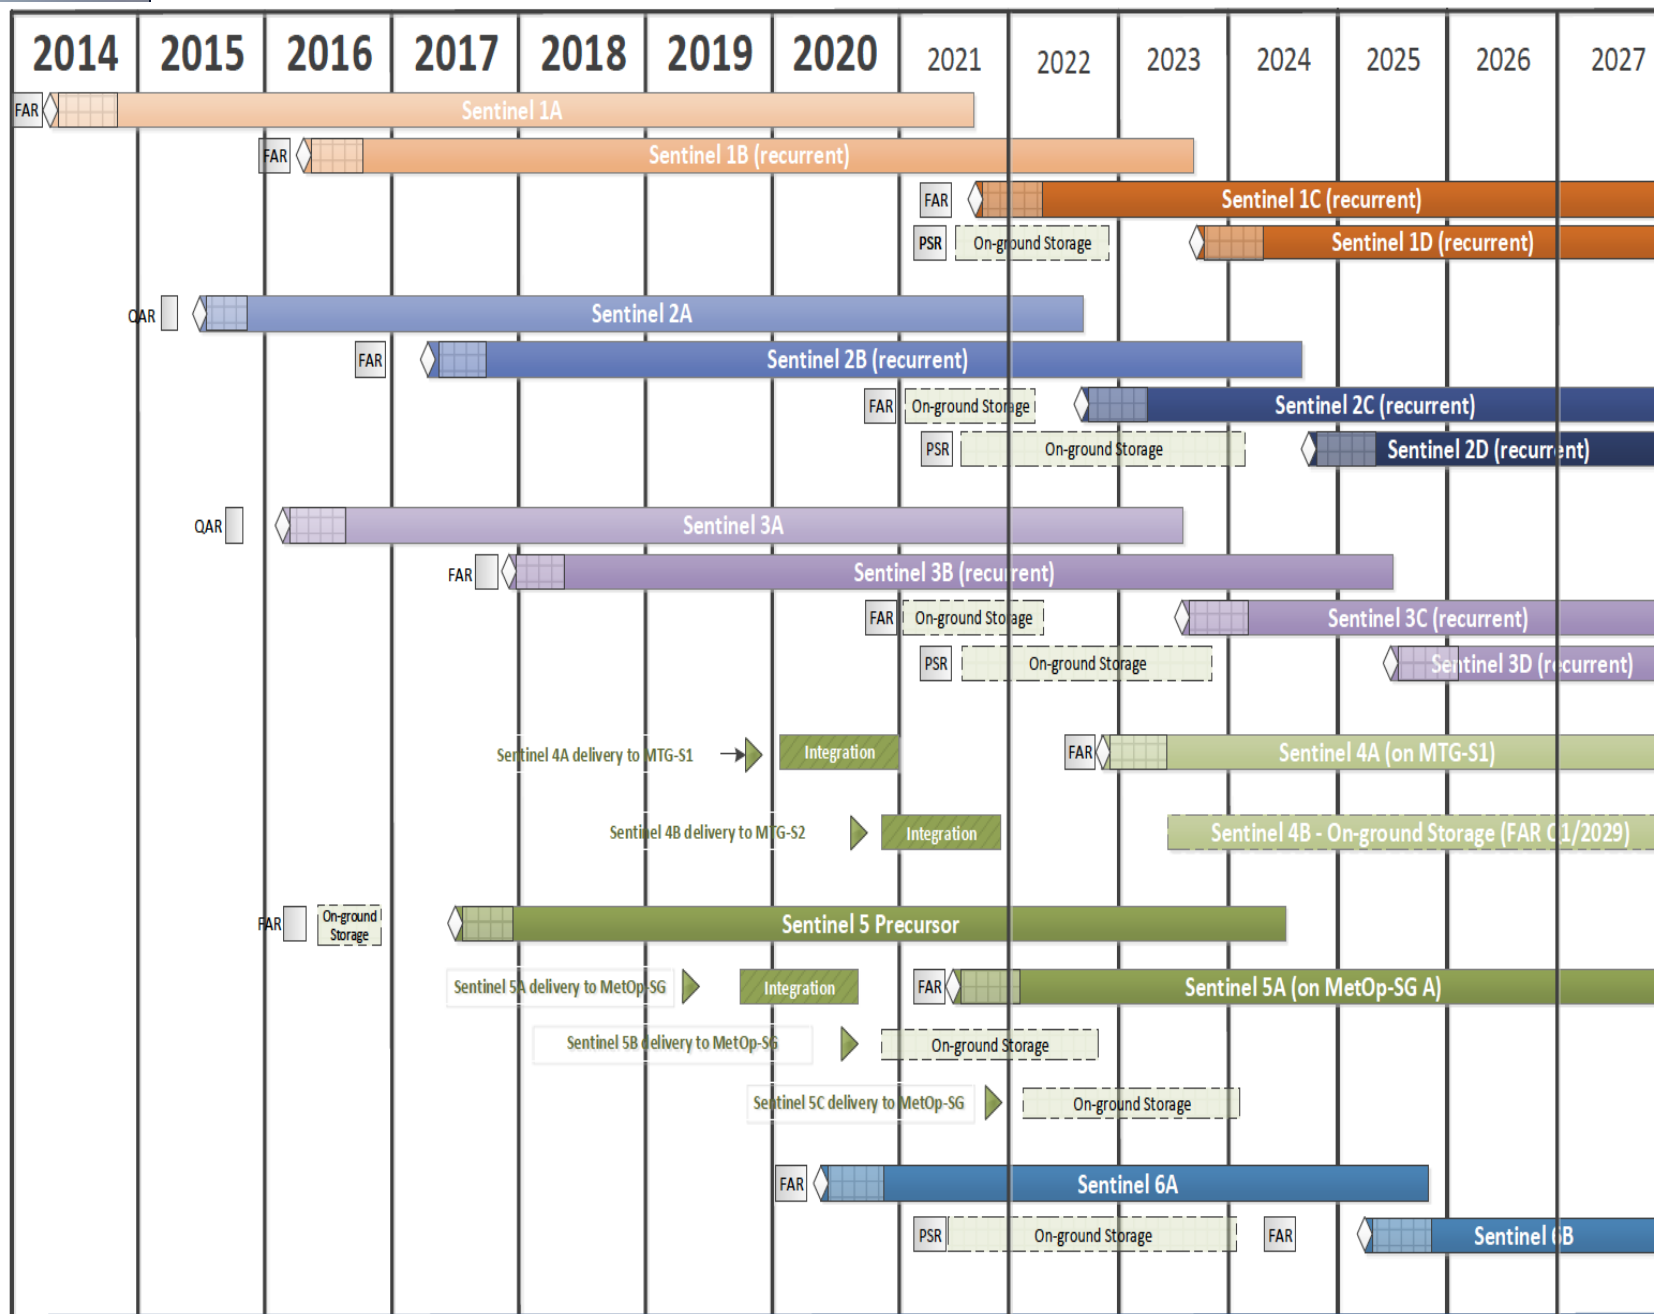 2014 2015 2016 2017 2018 2019 2020 2021 2022 2023 2024 2025 2026 2027
FAR Sentinel 1A
FAR Sentinel 1B (recurrent)
FAR Sentinel 1C (recurrent)
PSR On-ground Storage Sentinel 1D (recurrent)
QAR Sentinel 2A
FAR Sentinel 2B (recurrent)
FAR On-ground Storage Sentinel 2C (recurrent)
PSR On-ground Storage Sentinel 2D (recurrent)
QAR Sentinel 3A
FAR Sentinel 3B (recurrent)
FAR On-ground Storage Sentinel 3C (recurrent)
PSR On-ground Storage Sentinel 3D (recurrent)
Sentinel 4A delivery to MTG-S1 Integration FAR Sentinel 4A (on MTG-S1)
Sentinel 4B delivery to MTG-S2 Integration Sentinel 4B - On-ground Storage (FAR Q1/2029)
FAR On-ground
Storage
Sentinel 5 Precursor
Sentinel 5A delivery to MetOp-SG Integration FAR Sentinel 5A (on MetOp-SG A)
Sentinel 5B delivery to MetOp-SG On-ground Storage
Sentinel 5C delivery to MetOp-SG On-ground Storage
FAR Sentinel 6A
PSR On-ground Storage FAR Sentinel 6B